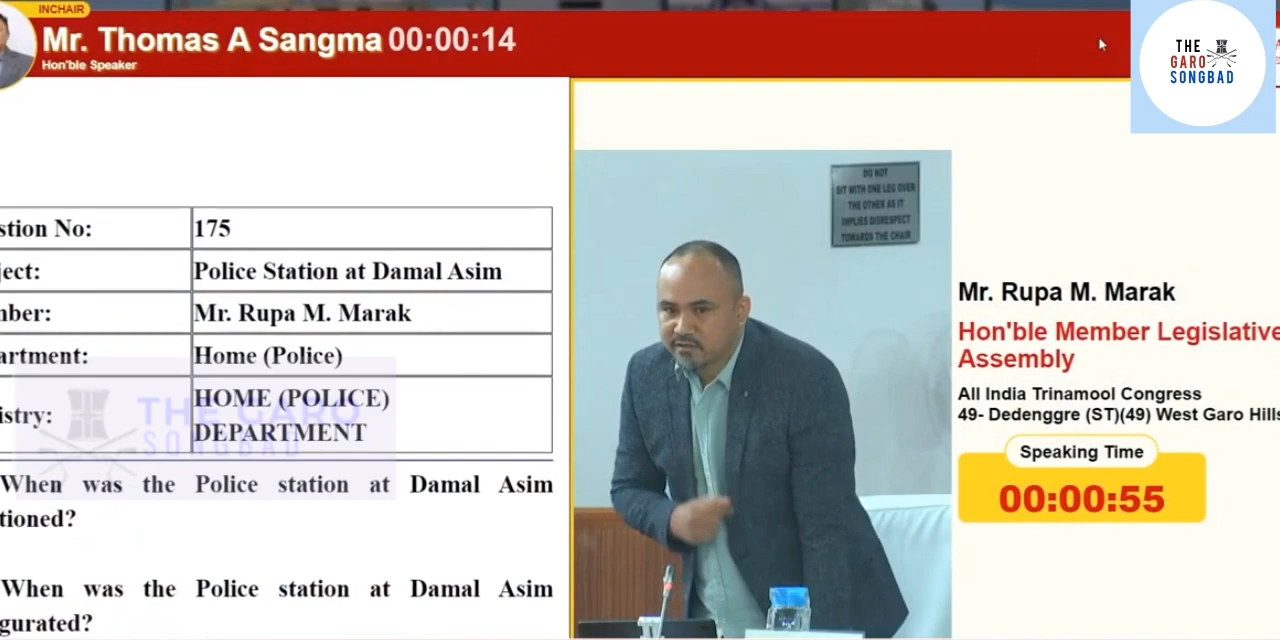 INCHAIR
Mr. Thomas A Sangma 00:00:14
Hon'ble Speaker
THE
GARO
SONGBAD
stion No: 175
ject: Police Station at Damal Asim
nber: Mr. Rupa M. Marak
artment: Home (Police)
istry: HOME (POLICE)
DEPARTMENT
THE GARO
SONGBAD
When was the Police station at Damal Asim
tioned?
When was the Police station at Damal Asim
gurated?
DO NOT
SIT WITH ONE LEG OVER
THE OTHER AS IT
IMPLIES DISRESPECT
TOWARDS THE CHAIR
Mr. Rupa M. Marak
Hon'ble Member Legislative
Assembly
All India Trinamool Congress
49- Dedenggre (ST)(49) West Garo Hills
Speaking Time
00:00:55